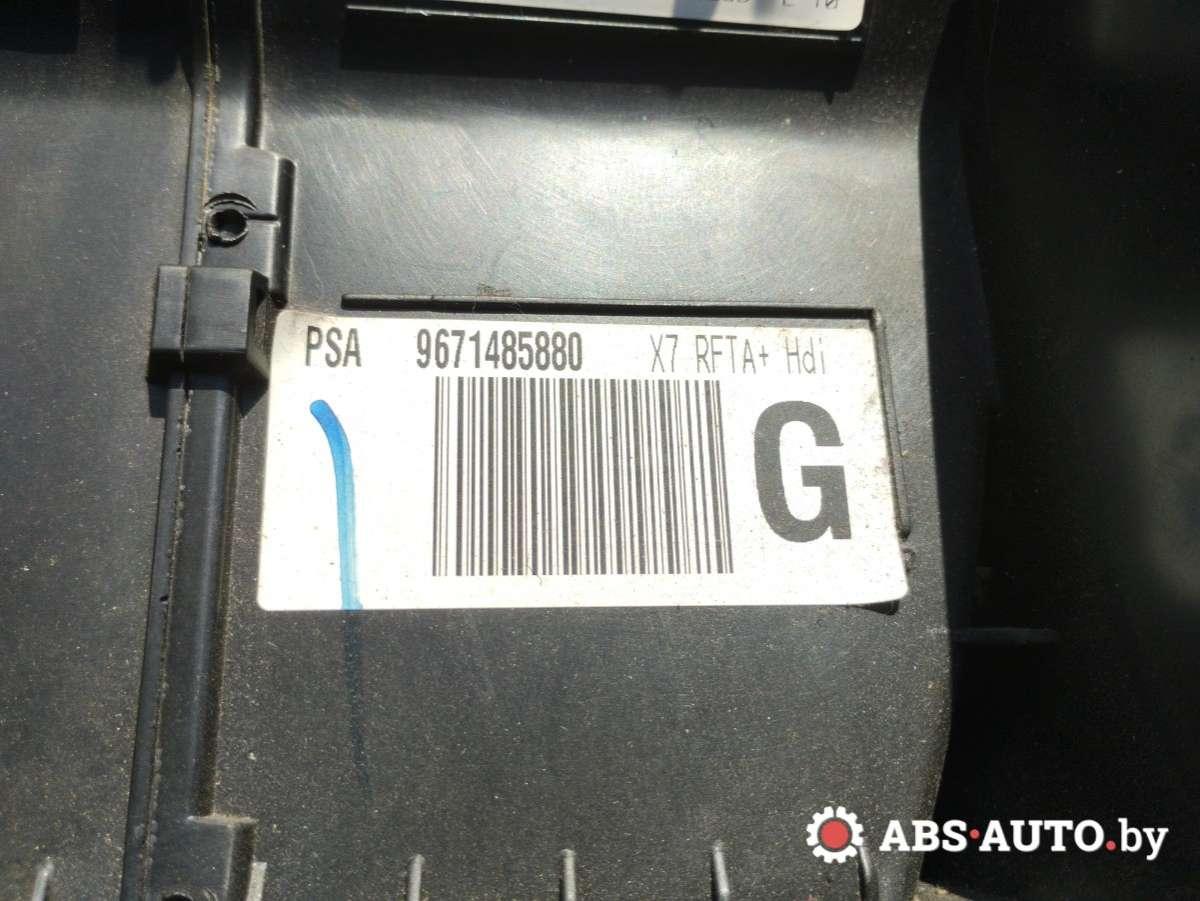 PSA 9671485880 X7 RFTA+ Hdi
G
ABS·AUTO.by